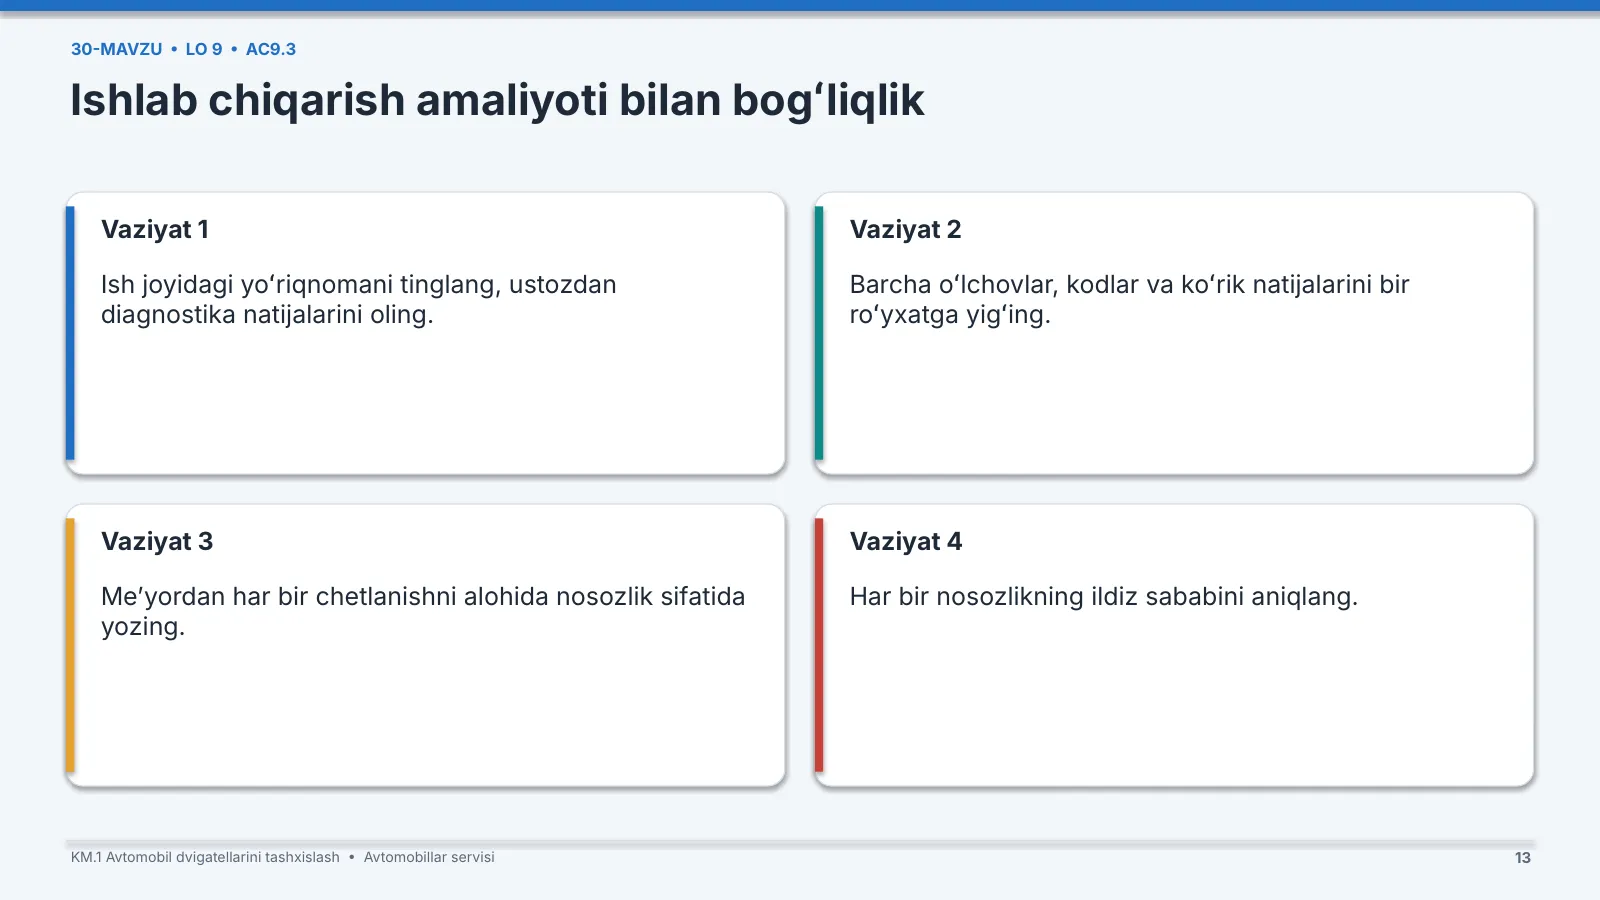 30-MAVZU • LO 9 • AC9.3
Ishlab chiqarish amaliyoti bilan bogʻliqlik
Vaziyat 1
Ish joyidagi yoʻriqnomani tinglang, ustozdan
diagnostika natijalarini oling.
Vaziyat 2
Barcha oʻlchovlar, kodlar va koʻrik natijalarini bir
roʻyxatga yigʻing.
Vaziyat 3
Meʼyordan har bir chetlanishni alohida nosozlik sifatida
yozing.
Vaziyat 4
Har bir nosozlikning ildiz sababini aniqlang.
KM.1 Avtomobil dvigatellarini tashxislash • Avtomobillar servisi
13